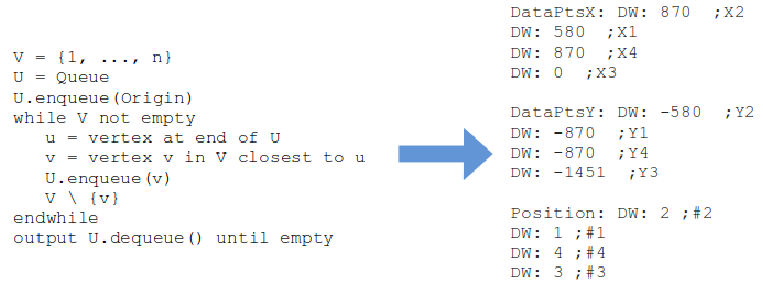 V = {1, ..., n}
U = Queue
U.enqueue(Origin)
while V not empty
u = vertex at end of U
v = vertex v in V closest to u
U.enqueue(v)
V \ {v}
endwhile
output U.dequeue() until empty
DataPtsX: DW: 870 ;X2
DW: 580 ;X1
DW: 870 ;X4
DW: 0 ;X3
DataPtsY: DW: -580 ;Y2
DW: -870 ;Y1
DW: -870 ;Y4
DW: -1451 ;Y3
Position: DW: 2 ;#2
DW: 1 ;#1
DW: 4 ;#4
DW: 3 ;#3